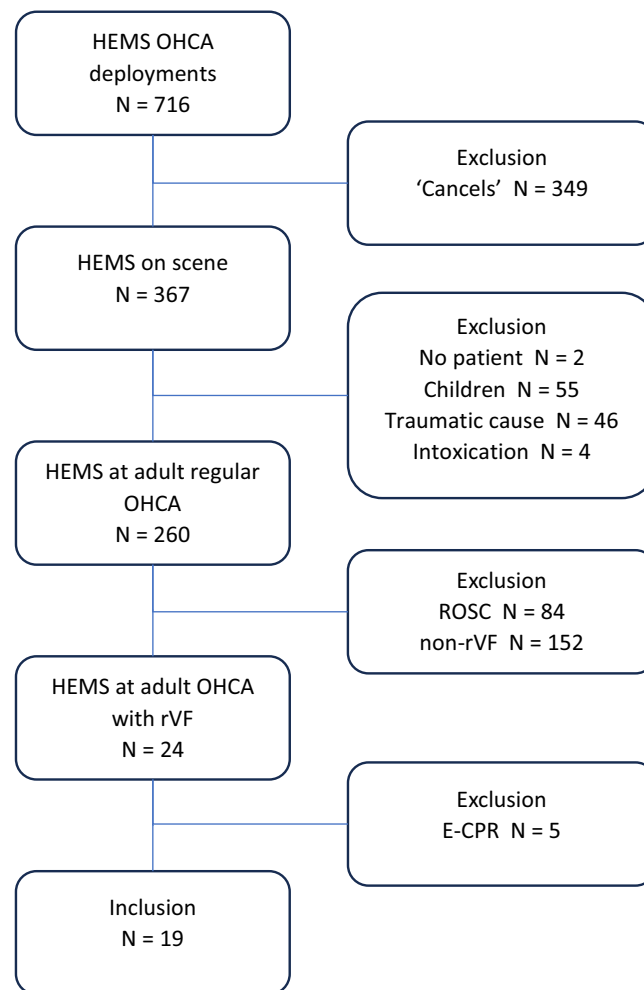 HEMS OHCA
deployments
N = 716
Exclusion
‘Cancels’ N = 349
HEMS on scene
N = 367
Exclusion
No patient N = 2
Children N = 55
Traumatic cause N = 46
Intoxication N = 4
HEMS at adult regular
OHCA
N = 260
Exclusion
ROSC N = 84
non-rVF N = 152
HEMS at adult OHCA
with rVF
N = 24
Exclusion
E-CPR N = 5
Inclusion
N = 19